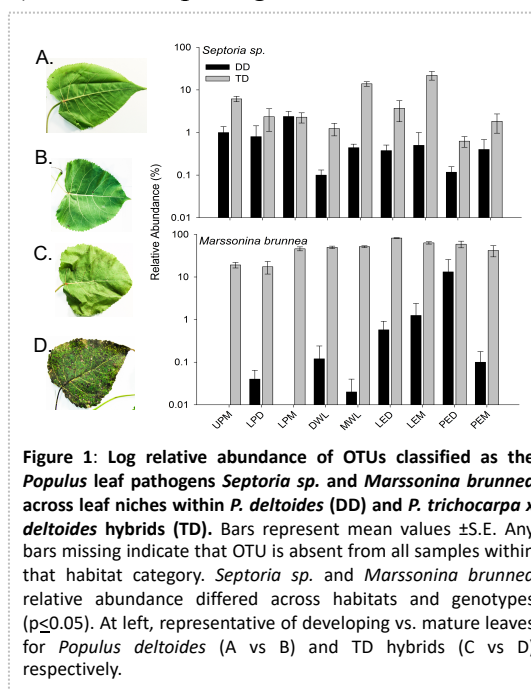 A.
B.
C.
D.
Septoria sp.
DD
TD
100
10
1
0.1
0.01
Relative Abundance (%)
Marssonina brunnea
100
10
1
0.1
0.01
UPM
LPD
LPM
DWL
MWL
LED
LEM
PED
PEM
Figure 1: Log relative abundance of OTUs classified as the
Populus leaf pathogens Septoria sp. and Marssonina brunnea
across leaf niches within P. deltoides (DD) and P. trichocarpa x
deltoides hybrids (TD). Bars represent mean values ±S.E. Any
bars missing indicate that OTU is absent from all samples within
that habitat category. Septoria sp. and Marssonina brunnea
relative abundance differed across habitats and genotypes
(p≤0.05). At left, representative of developing vs. mature leaves
for Populus deltoides (A vs B) and TD hybrids (C vs D)
respectively.